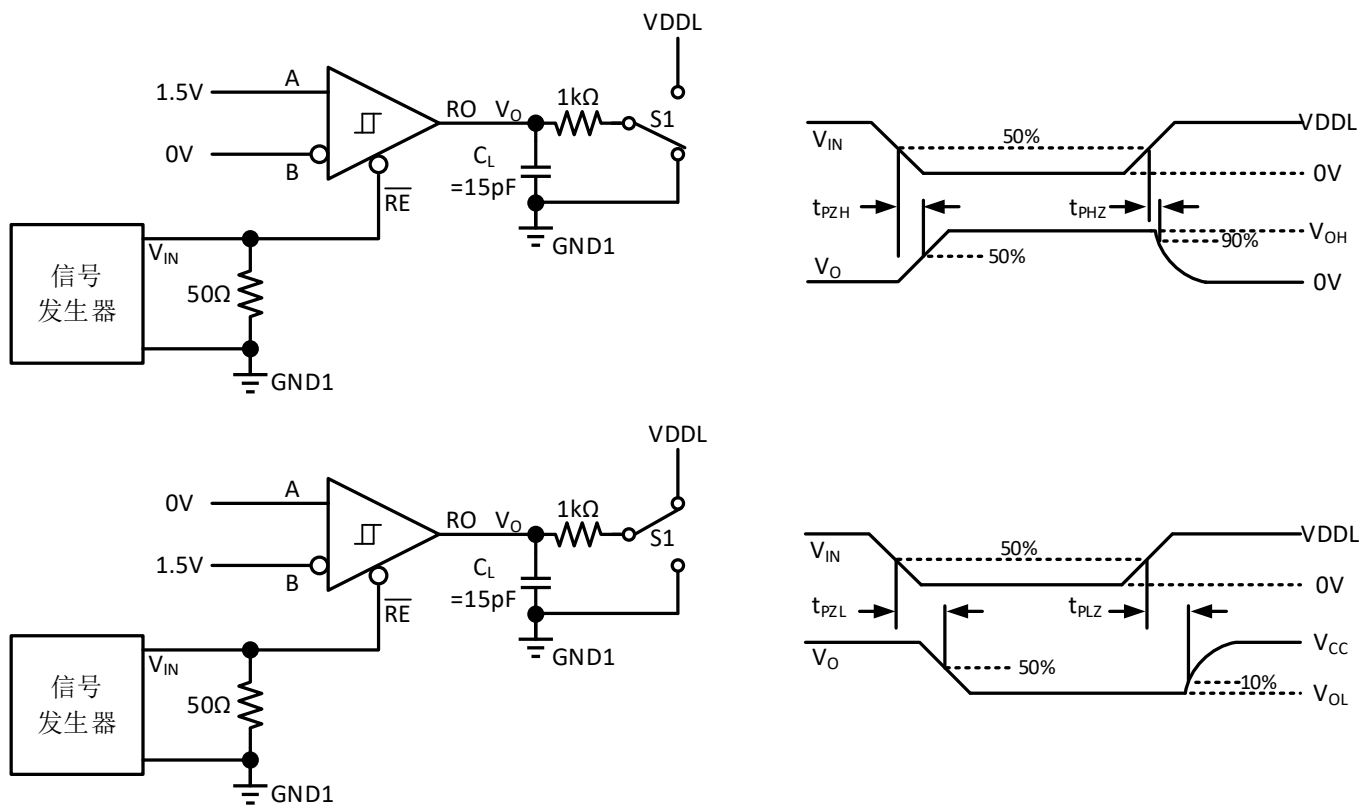 VDDL
1.5V
A
RO
VO
1kΩ
S1
0V
B
RE
CL
=15pF
GND1
VIN
信号
发生器
50Ω
GND1
VIN
50%
VDDL
0V
tPZH
tPHZ
VOH
90%
VO
50%
0V
VDDL
0V
A
RO
VO
1kΩ
S1
1.5V
B
RE
CL
=15pF
GND1
VIN
信号
发生器
50Ω
GND1
VIN
50%
VDDL
0V
tPZL
tPLZ
VO
50%
VCC
10%
VOL